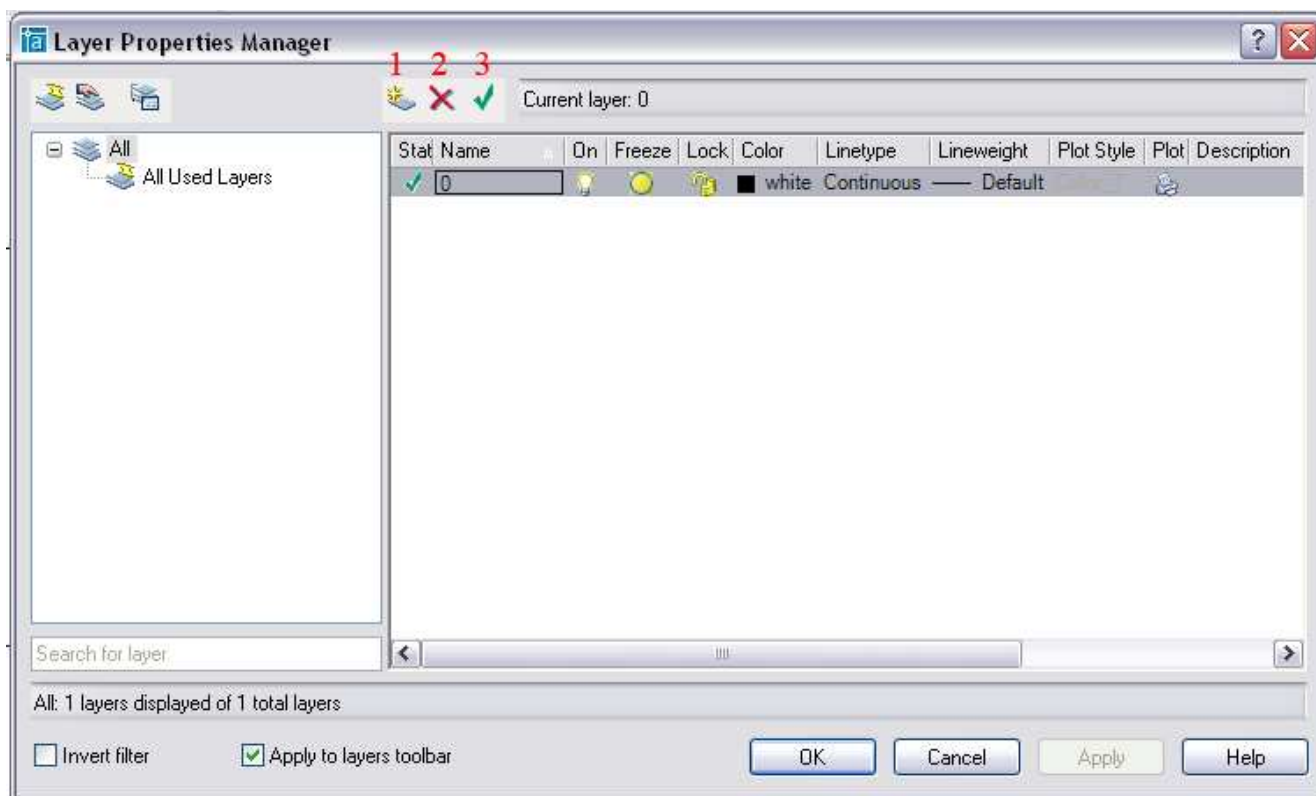 Layer Properties Manager
1 2 3
Current layer: 0
All
All Used Layers
Stat Name On Freeze Lock Color Linetype Lineweight Plot Style Plot Description
0 white Continuous Default
Search for layer
All: 1 layers displayed of 1 total layers
Invert filter Apply to layers toolbar OK Cancel Apply Help